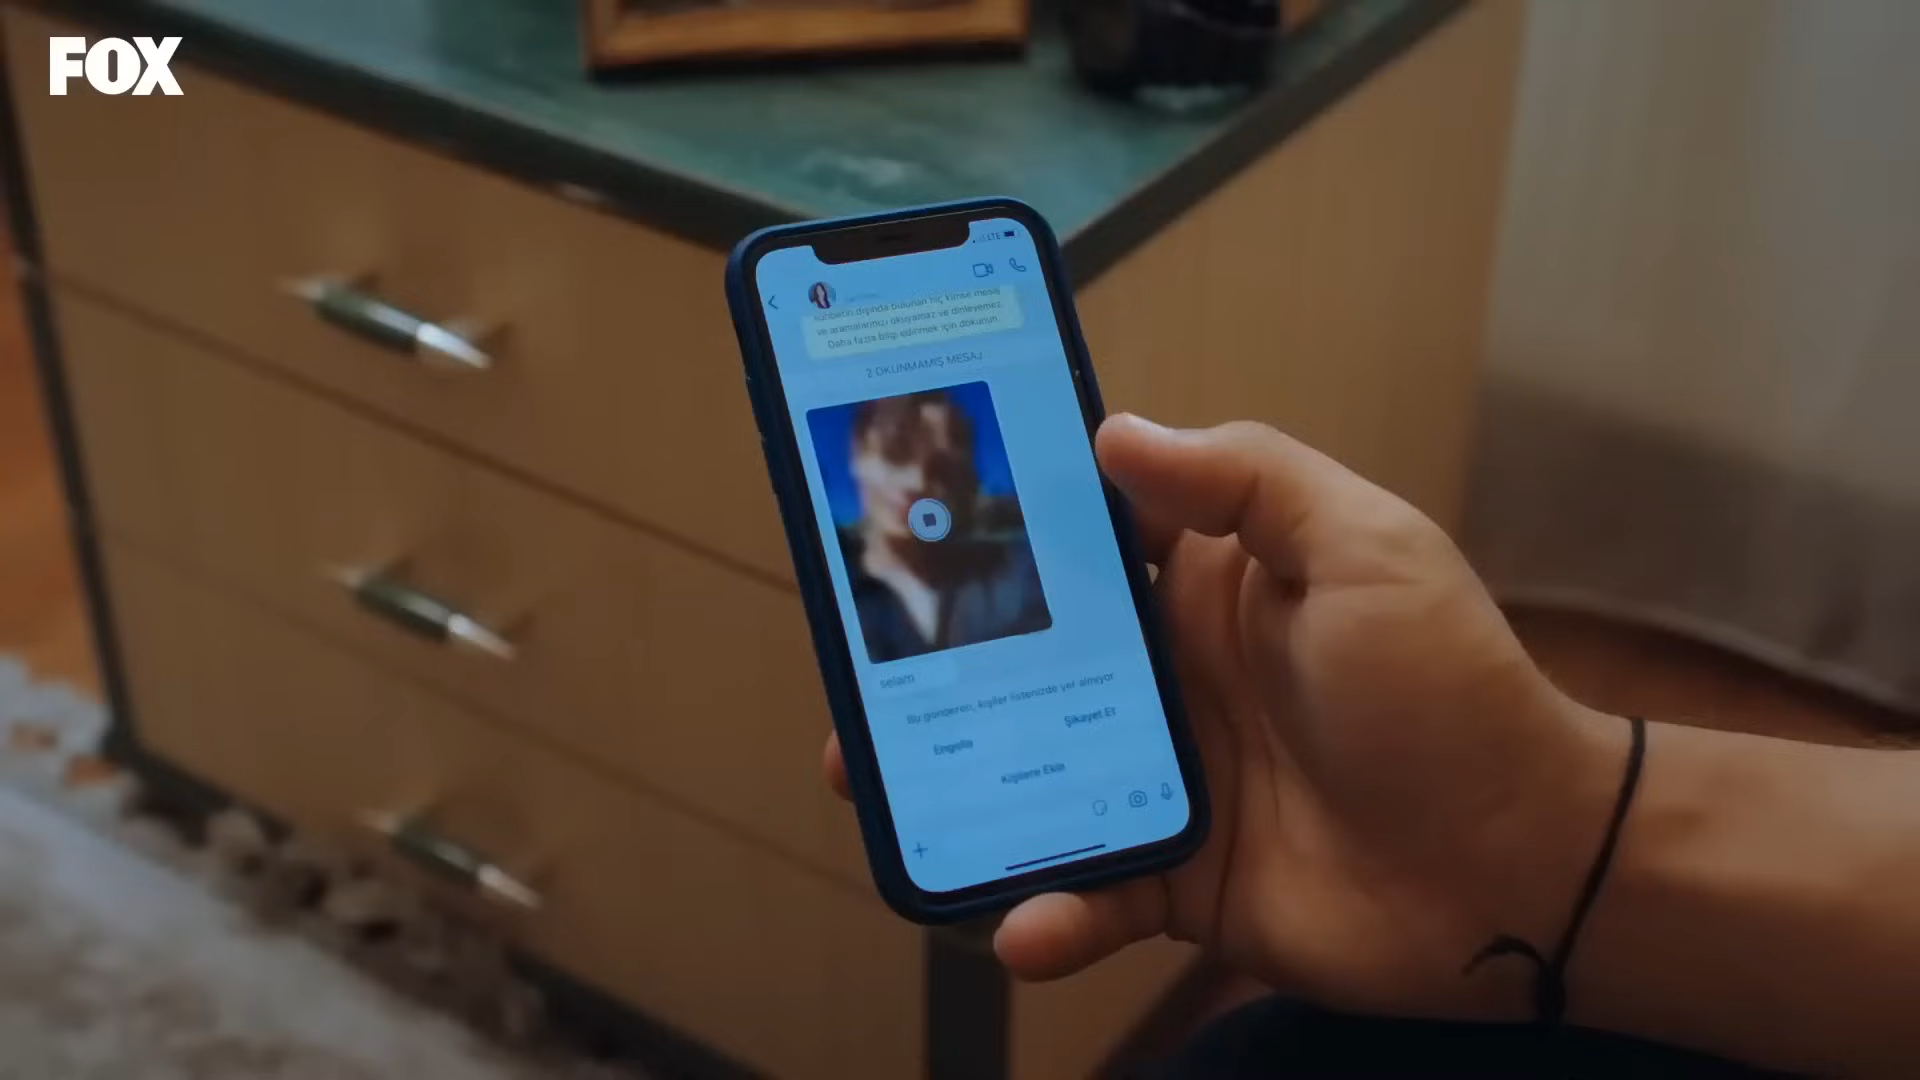 FOX
LTE
sohbetin dışında bulunan hiç kimse mesaj
ve aramalarınızı okuyamaz ve dinleyemez.
Daha fazla bilgi edinmek için dokunun.
2 OKUNMAMIŞ MESAJ
selam
Bu gönderen, kişiler listenizde yer almıyor
Engelle
Şikayet Et
Kişilere Ekle